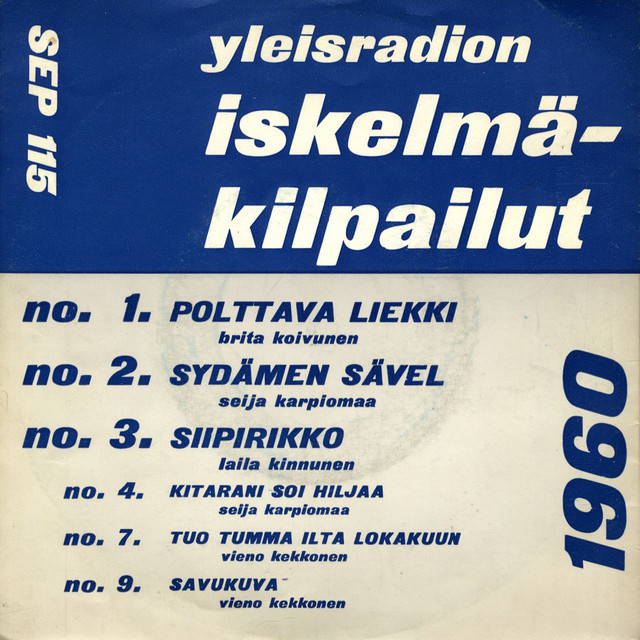 SEP 115
yleisradion
iskelmä-
kilpailut
no. 1. POLTTAVA LIEKKI
brita koivunen
no. 2. SYDÄMEN SÄVEL
seija karpiomaa
no. 3. SIIPIRIKKO
laila kinnunen
no. 4. KITARANI SOI HILJAA
seija karpiomaa
no. 7. TUO TUMMA ILTA LOKAKUUN
vieno kekkonen
no. 9. SAVUKUVA
vieno kekkonen
1960